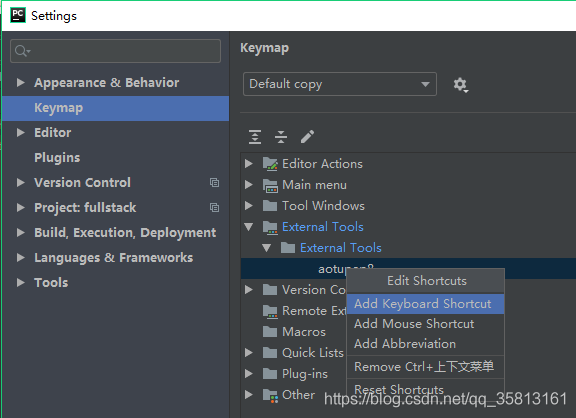 PC Settings
Keymap
Default copy
Appearance & Behavior
Keymap
Editor
Plugins
Version Control
Project: fullstack
Build, Execution, Deployment
Languages & Frameworks
Tools
Editor Actions
Main menu
Tool Windows
External Tools
External Tools
Version Co
Remote Ext
Macros
Quick Lists
Plug-ins
Other
Edit Shortcuts
Add Keyboard Shortcut
Add Mouse Shortcut
Add Abbreviation
Remove Ctrl+上下文菜单
Reset Shortcuts
https://blog.csdn.net/qq_35813161